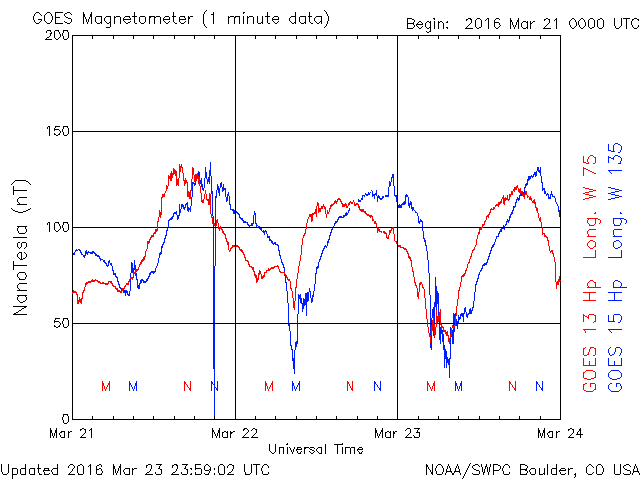 GOES Magnetometer (1 minute data)
Begin: 2016 Mar 21 0000 UTC
200
150
100
50
0
NanoTesla (nT)
M M N N M M N N M M N N
Mar 21 Mar 22 Mar 23 Mar 24
Universal Time
GOES 13 Hp Long. W 75
GOES 15 Hp Long. W 135
Updated 2016 Mar 23 23:59:02 UTC
NOAA/SWPC Boulder, CO USA